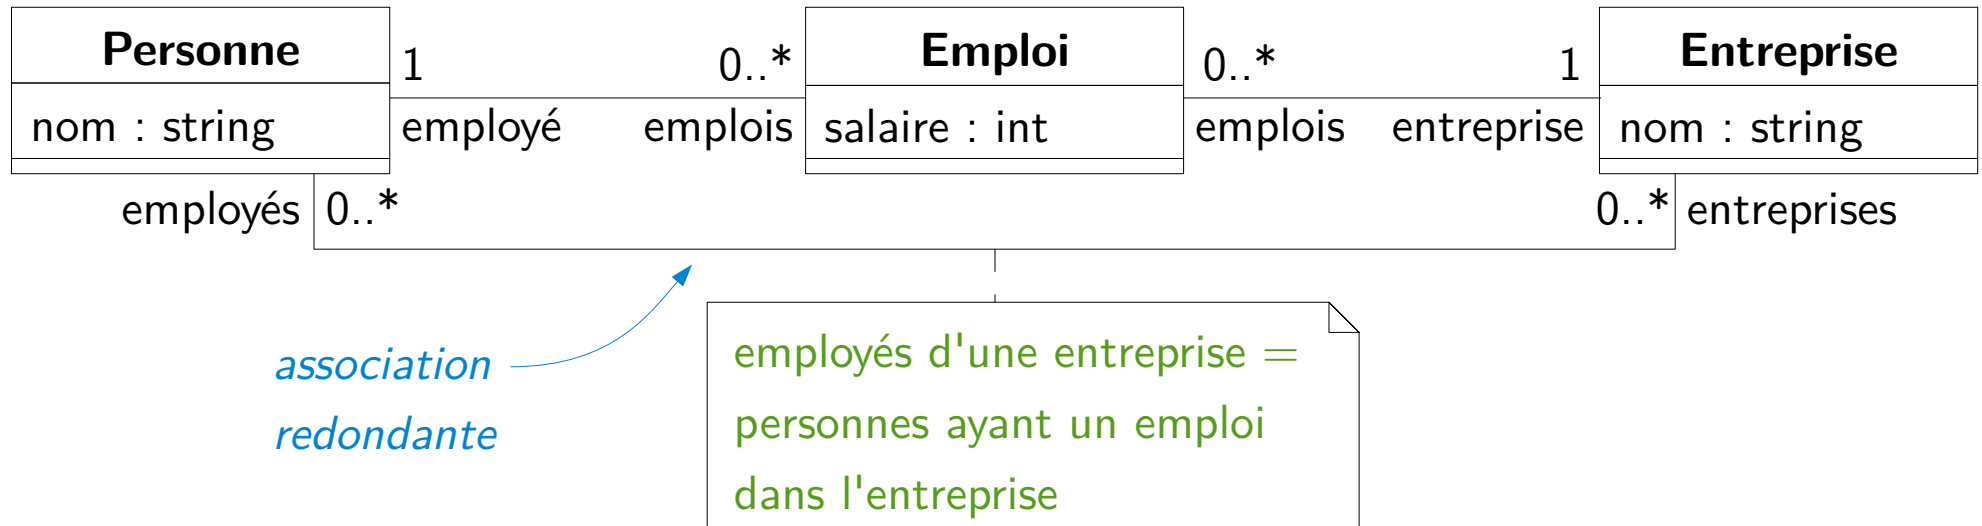 Personne
Emploi
Entreprise
1
0..*
0..*
1
nom : string
employé
emplois
salaire : int
emplois
entreprise
nom : string
employés
0..*
0..*
entreprises
association
redondante
employés d'une entreprise =
personnes ayant un emploi
dans l'entreprise